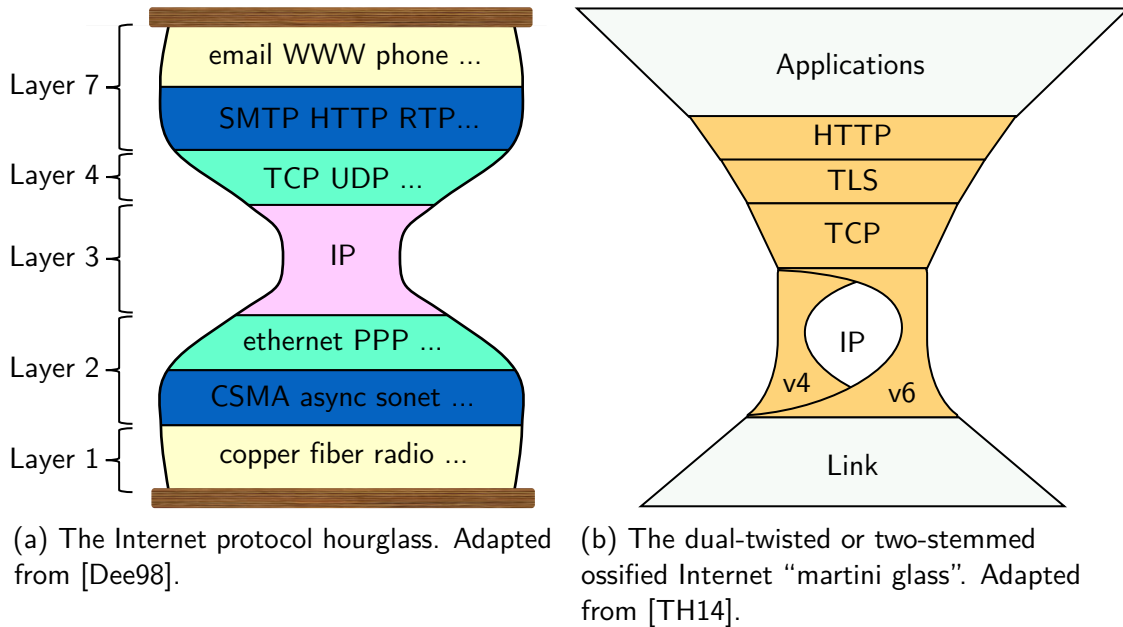 Layer 7
email WWW phone ...
SMTP HTTP RTP...
Layer 4
TCP UDP ...
Layer 3
IP
Layer 2
ethernet PPP ...
CSMA async sonet ...
Layer 1
copper fiber radio ...
(a) The Internet protocol hourglass. Adapted
from [Dee98].
Applications
HTTP
TLS
TCP
IP
v4
v6
Link
(b) The dual-twisted or two-stemmed
ossified Internet “martini glass”. Adapted
from [TH14].